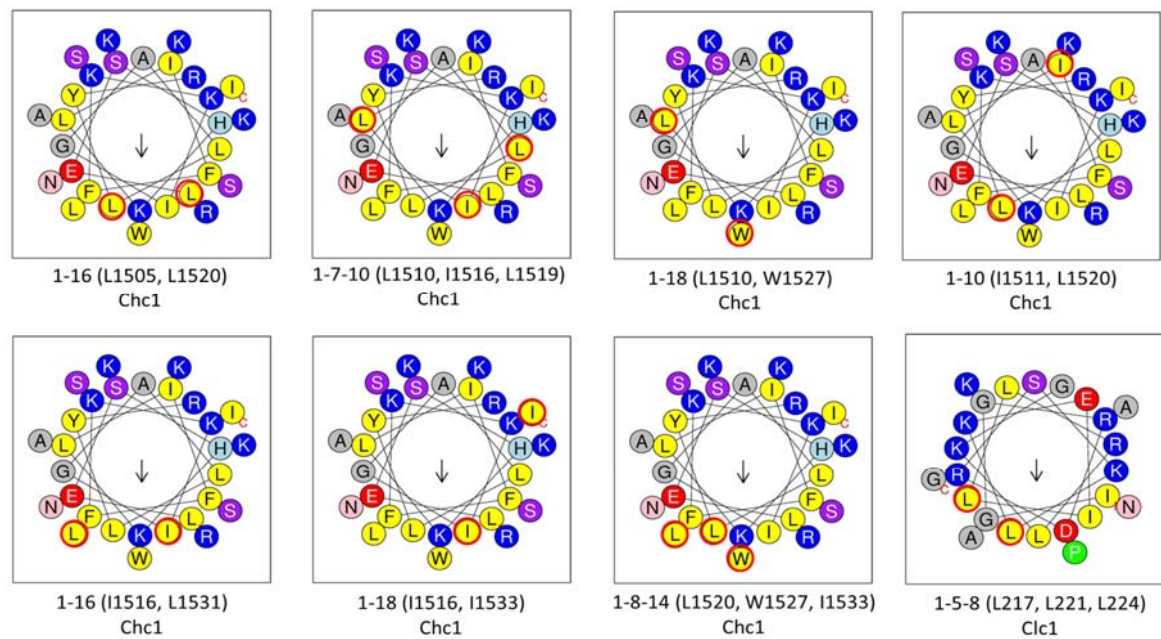 K K
S K S A I R
Y K I
C
A L H K
G L
E F
N F L S
L L K I R
W
1-16 (L1505, L1520)
Chc1
K K
S K S A I R
Y K I
C
A L H K
G L
E F
N F L S
L L K I R
W
1-7-10 (L1510, I1516, L1519)
Chc1
K K
S K S A I R
Y K I
C
A L H K
G L
E F
N F L S
L L K I R
W
1-18 (L1510, W1527)
Chc1
K K
S K S A I R
Y K I
C
A L H K
G L
E F
N F L S
L L K I R
W
1-10 (I1511, L1520)
Chc1
K K
S K S A I R
Y K I
C
A L H K
G L
E F
N F L S
L L K I R
W
1-16 (I1516, L1531)
Chc1
K K
S K S A I R
Y K I
C
A L H K
G L
E F
N F L S
L L K I R
W
1-18 (I1516, I1533)
Chc1
K K
S K S A I R
Y K I
C
A L H K
G L
E F
N F L S
L L K I R
W
1-8-14 (L1520, W1527, I1533)
Chc1
K G L S G E A
K R
K R
G R K
C
L I N
A G L L D I
P
1-5-8 (L217, L221, L224)
Clc1